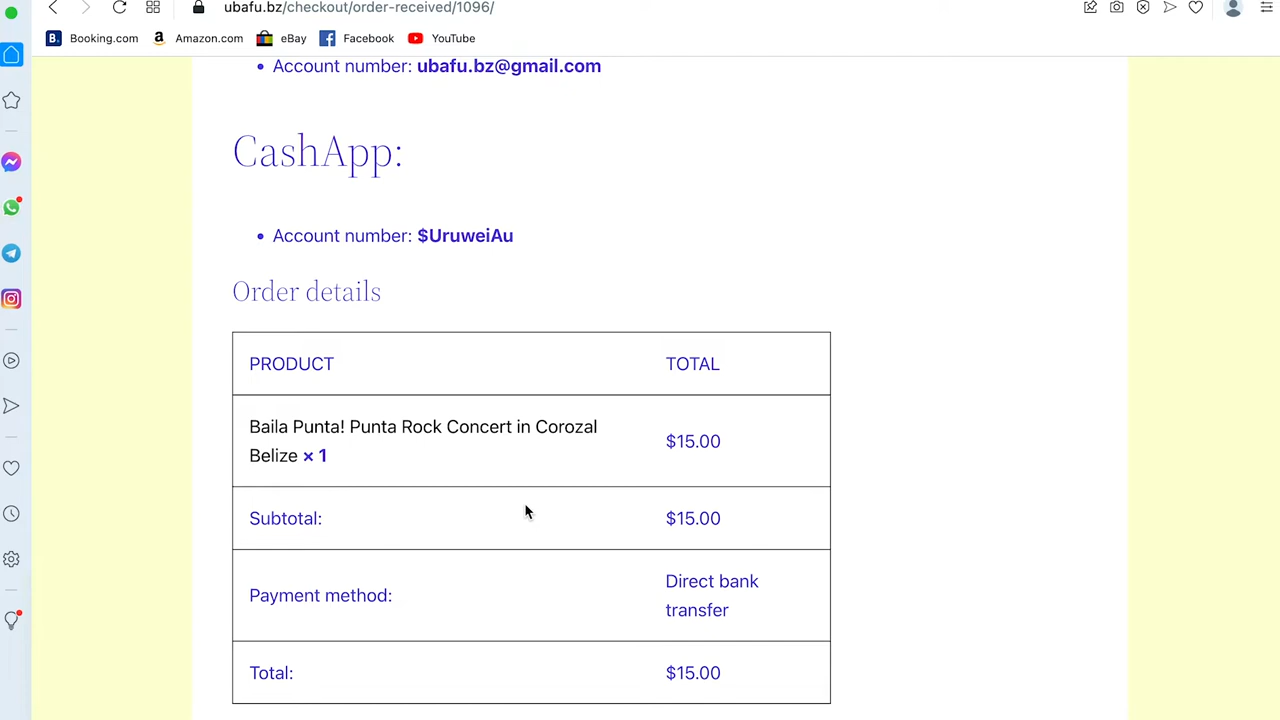 ubafu.bz/checkout/order-received/1096/
B. Booking.com a Amazon.com eBay Facebook YouTube
• Account number: ubafu.bz@gmail.com
CashApp:
• Account number: $UruweiAu
Order details
PRODUCT TOTAL
Baila Punta! Punta Rock Concert in Corozal
Belize × 1 $15.00
Subtotal: $15.00
Payment method: Direct bank
transfer
Total: $15.00